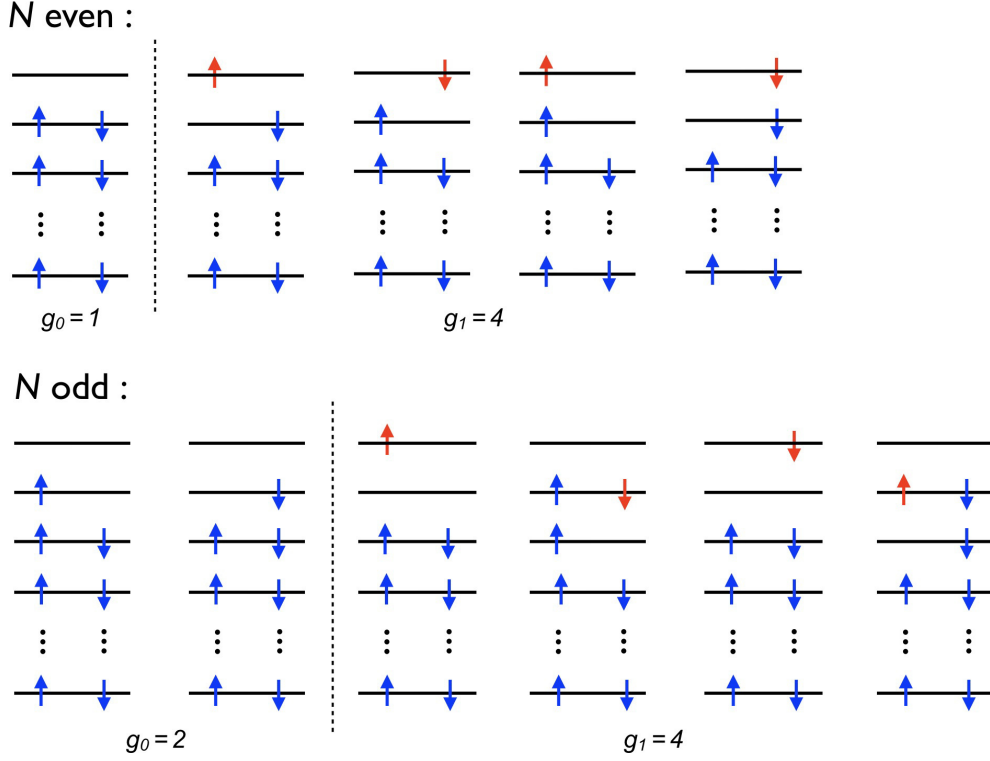 N even :
g₀ = 1
g₁ = 4
N odd :
g₀ = 2
g₁ = 4